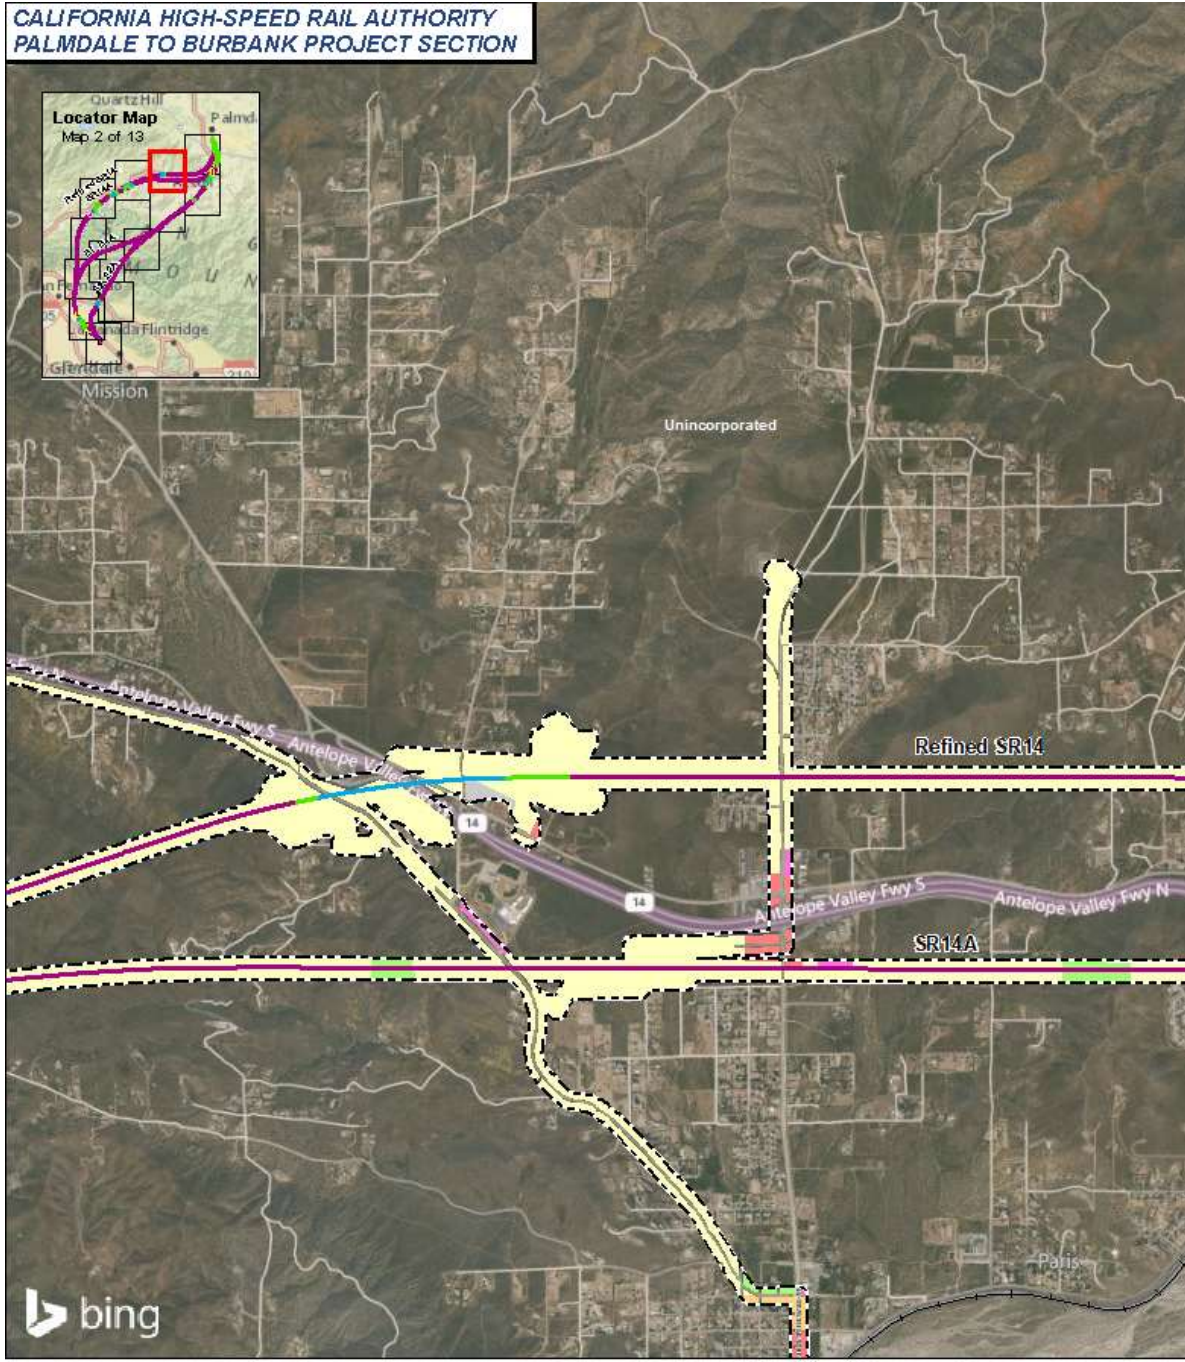 CALIFORNIA HIGH-SPEED RAIL AUTHORITY
PALMDALE TO BURBANK PROJECT SECTION
Quartz Hill
Locator Map
Palmd
Map 2 of 13
Flintridge
Glendale
210
Mission
Unincorporated
Antelope Valley Fwy S
Antelope Valley
Refined SR14
14
14
Antelope Valley Fwy S
Antelope Valley Fwy N
SR14A
Paris
bing